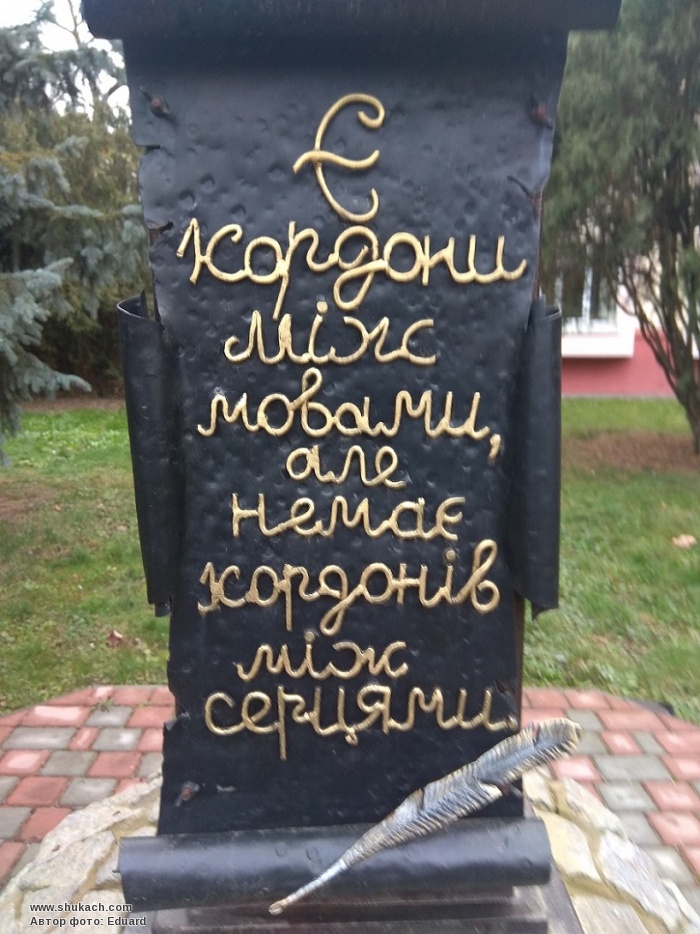 Є
кордони
між
мовами,
але
немає
кордонів
між
серцями.
www.shukach.com
Автор фото: Eduard